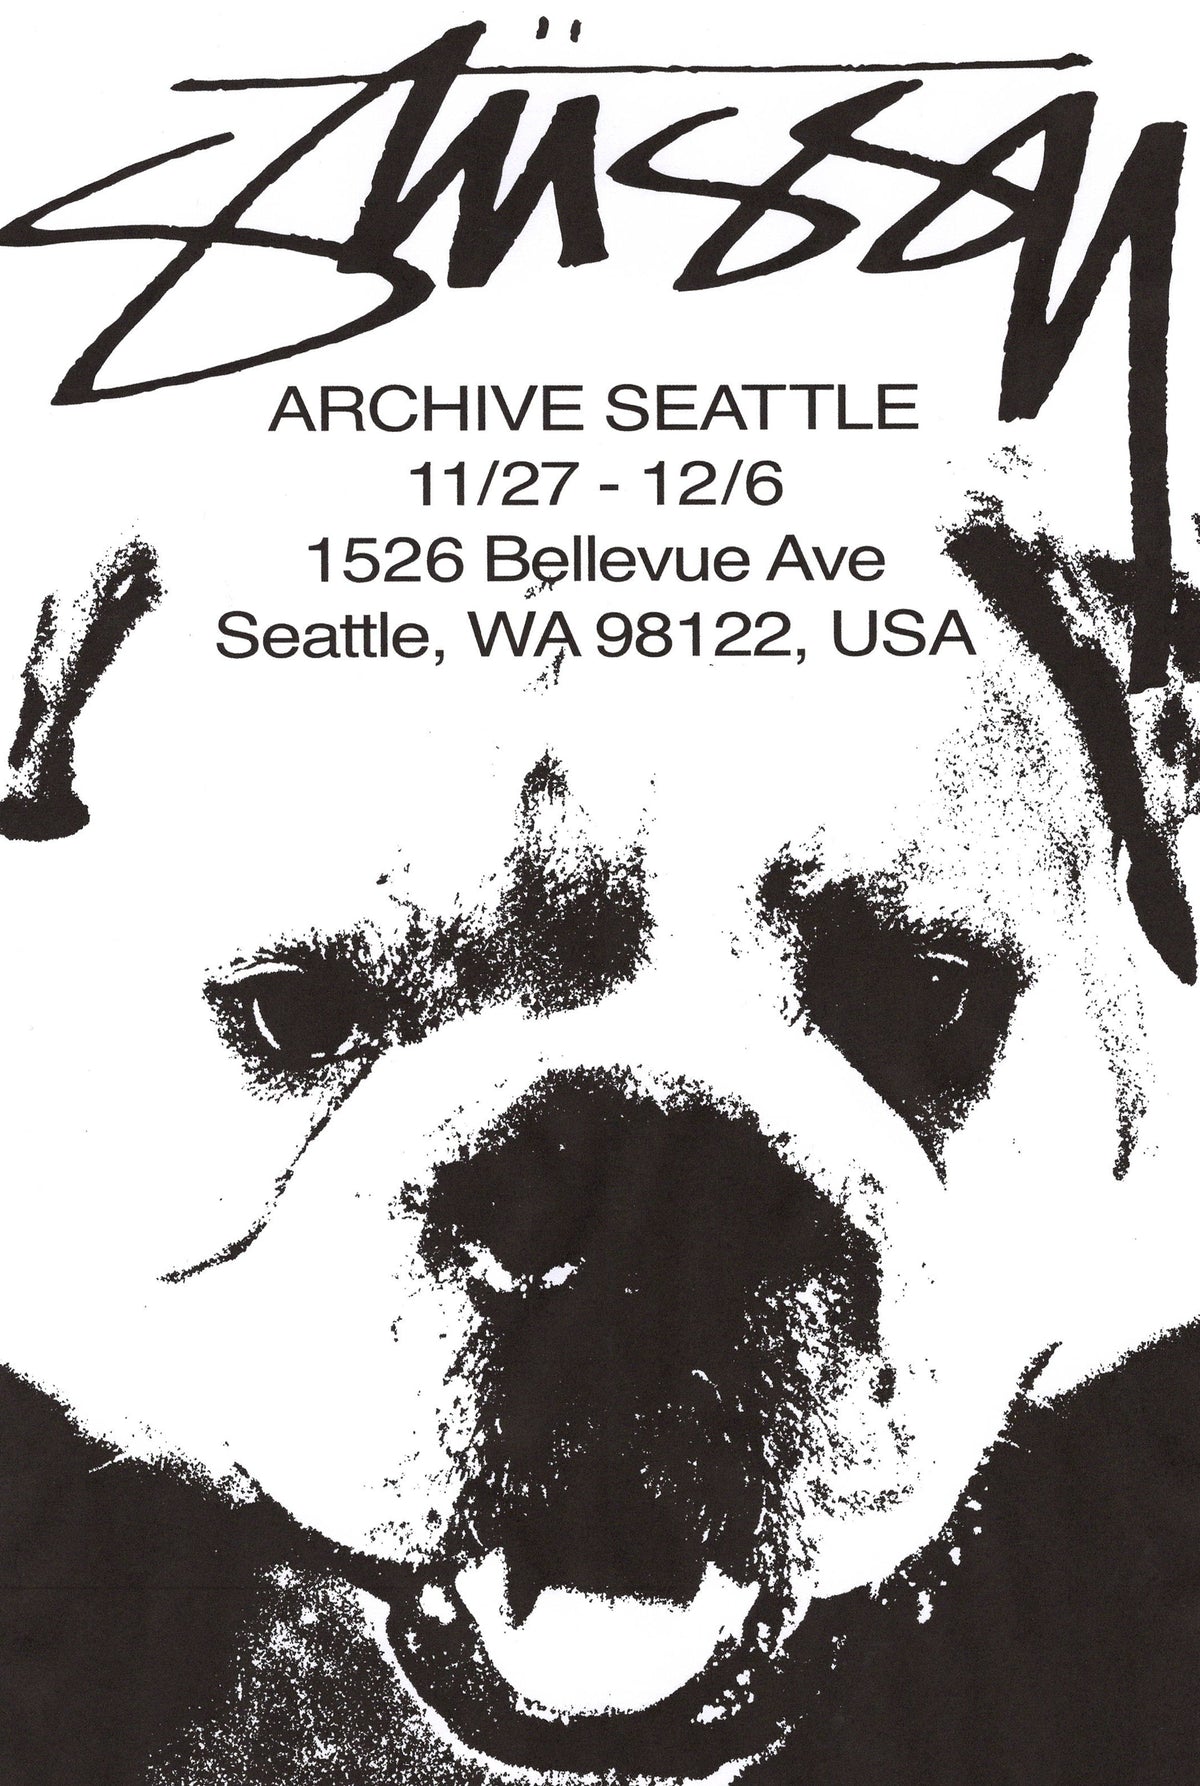 Stüssy
ARCHIVE SEATTLE
11/27 - 12/6
1526 Bellevue Ave
Seattle, WA 98122, USA